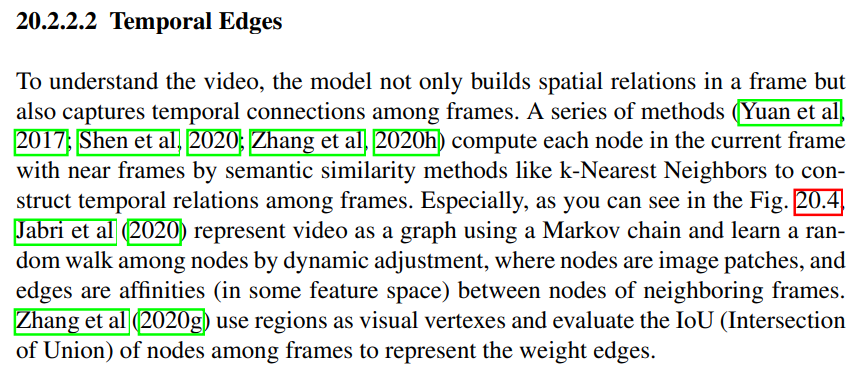 20.2.2.2 Temporal Edges
To understand the video, the model not only builds spatial relations in a frame but
also captures temporal connections among frames. A series of methods (Yuan et al,
2017; Shen et al, 2020; Zhang et al, 2020h) compute each node in the current frame
with near frames by semantic similarity methods like k-Nearest Neighbors to con-
struct temporal relations among frames. Especially, as you can see in the Fig. 20.4,
Jabri et al (2020) represent video as a graph using a Markov chain and learn a ran-
dom walk among nodes by dynamic adjustment, where nodes are image patches, and
edges are affinities (in some feature space) between nodes of neighboring frames.
Zhang et al (2020g) use regions as visual vertexes and evaluate the IoU (Intersection
of Union) of nodes among frames to represent the weight edges.